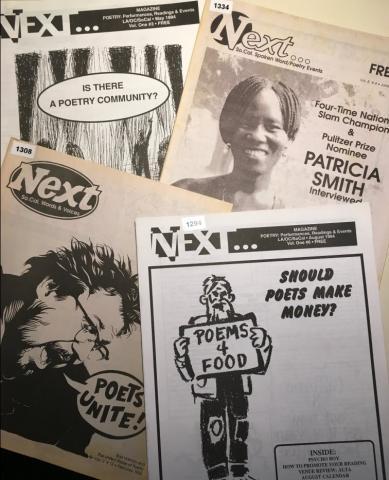 NEXT...
MAGAZINE
POETRY: Performances, Readings & Events
LA/OC/SoCal • May 1994
Vol. One #3 • FREE
IS THERE
A POETRY COMMUNITY?
1334
Next...
So.Cal. Spoken Word/Poetry Events
FREE
Four-Time National
Slam Champion
&
Pulitzer Prize
Nominee
PATRICIA
SMITH
Interviewed
1308
Next
So.Cal. Words & Voices
POETS
UNITE!
1294
NEXT...
MAGAZINE
POETRY: Performances, Readings & Events
LA/OC/SoCal • August 1994
Vol. One #6 • FREE
SHOULD
POETS MAKE
MONEY?
POEMS
4
FOOD
INSIDE:
PSYCHO BOY
HOW TO PROMOTE YOUR READING
VENUE REVIEW: ALTA
AUGUST CALENDAR